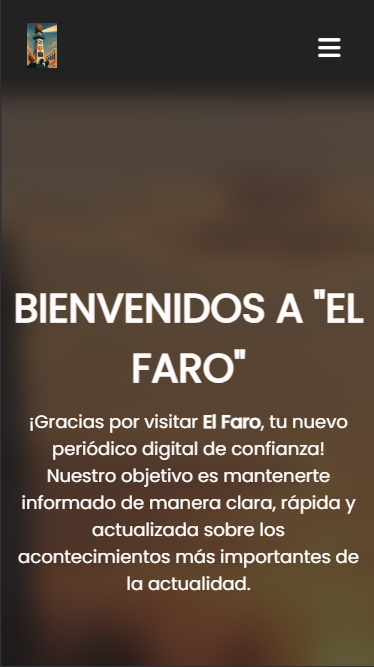 BIENVENIDOS A "EL
FARO"
¡Gracias por visitar El Faro, tu nuevo
periódico digital de confianza!
Nuestro objetivo es mantenerte
informado de manera clara, rápida y
actualizada sobre los
acontecimientos más importantes de
la actualidad.